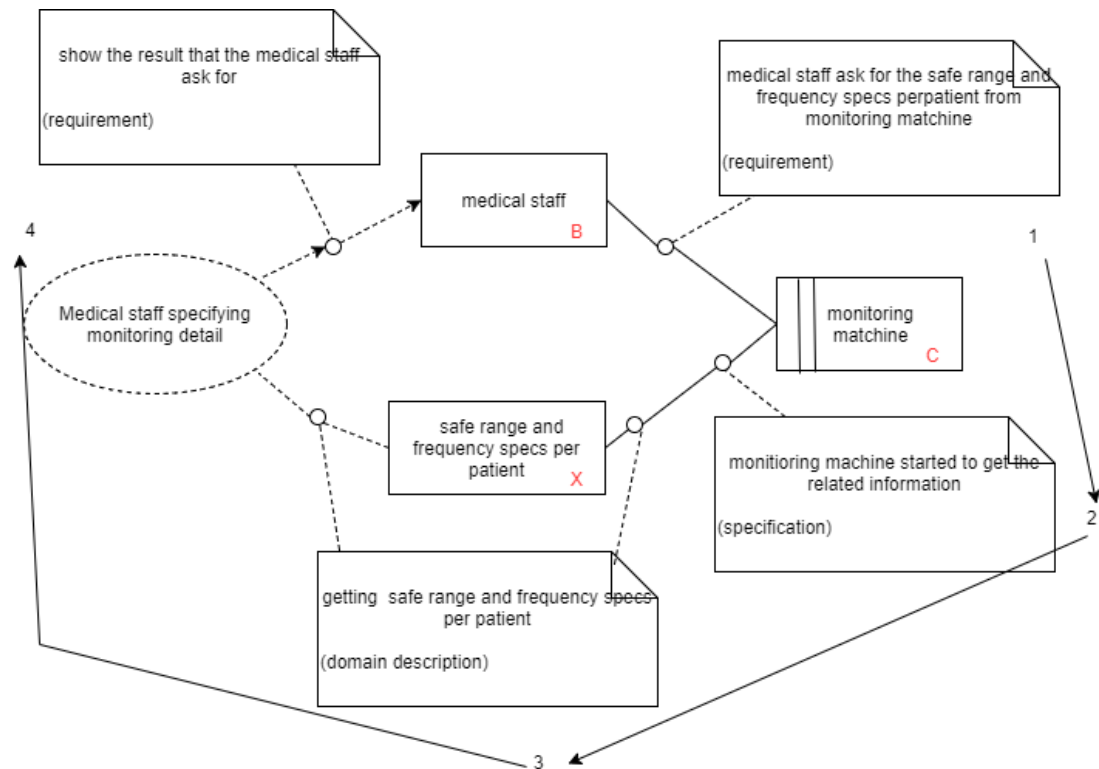 show the result that the medical staff
ask for
(requirement)
medical staff ask for the safe range and
frequency specs perpatient from
monitoring matchine
(requirement)
medical staff
B
4
1
Medical staff specifying
monitoring detail
monitoring
matchine
C
safe range and
frequency specs per
patient
X
monitioring machine started to get the
related information
(specification)
2
getting safe range and frequency specs
per patient
(domain description)
3